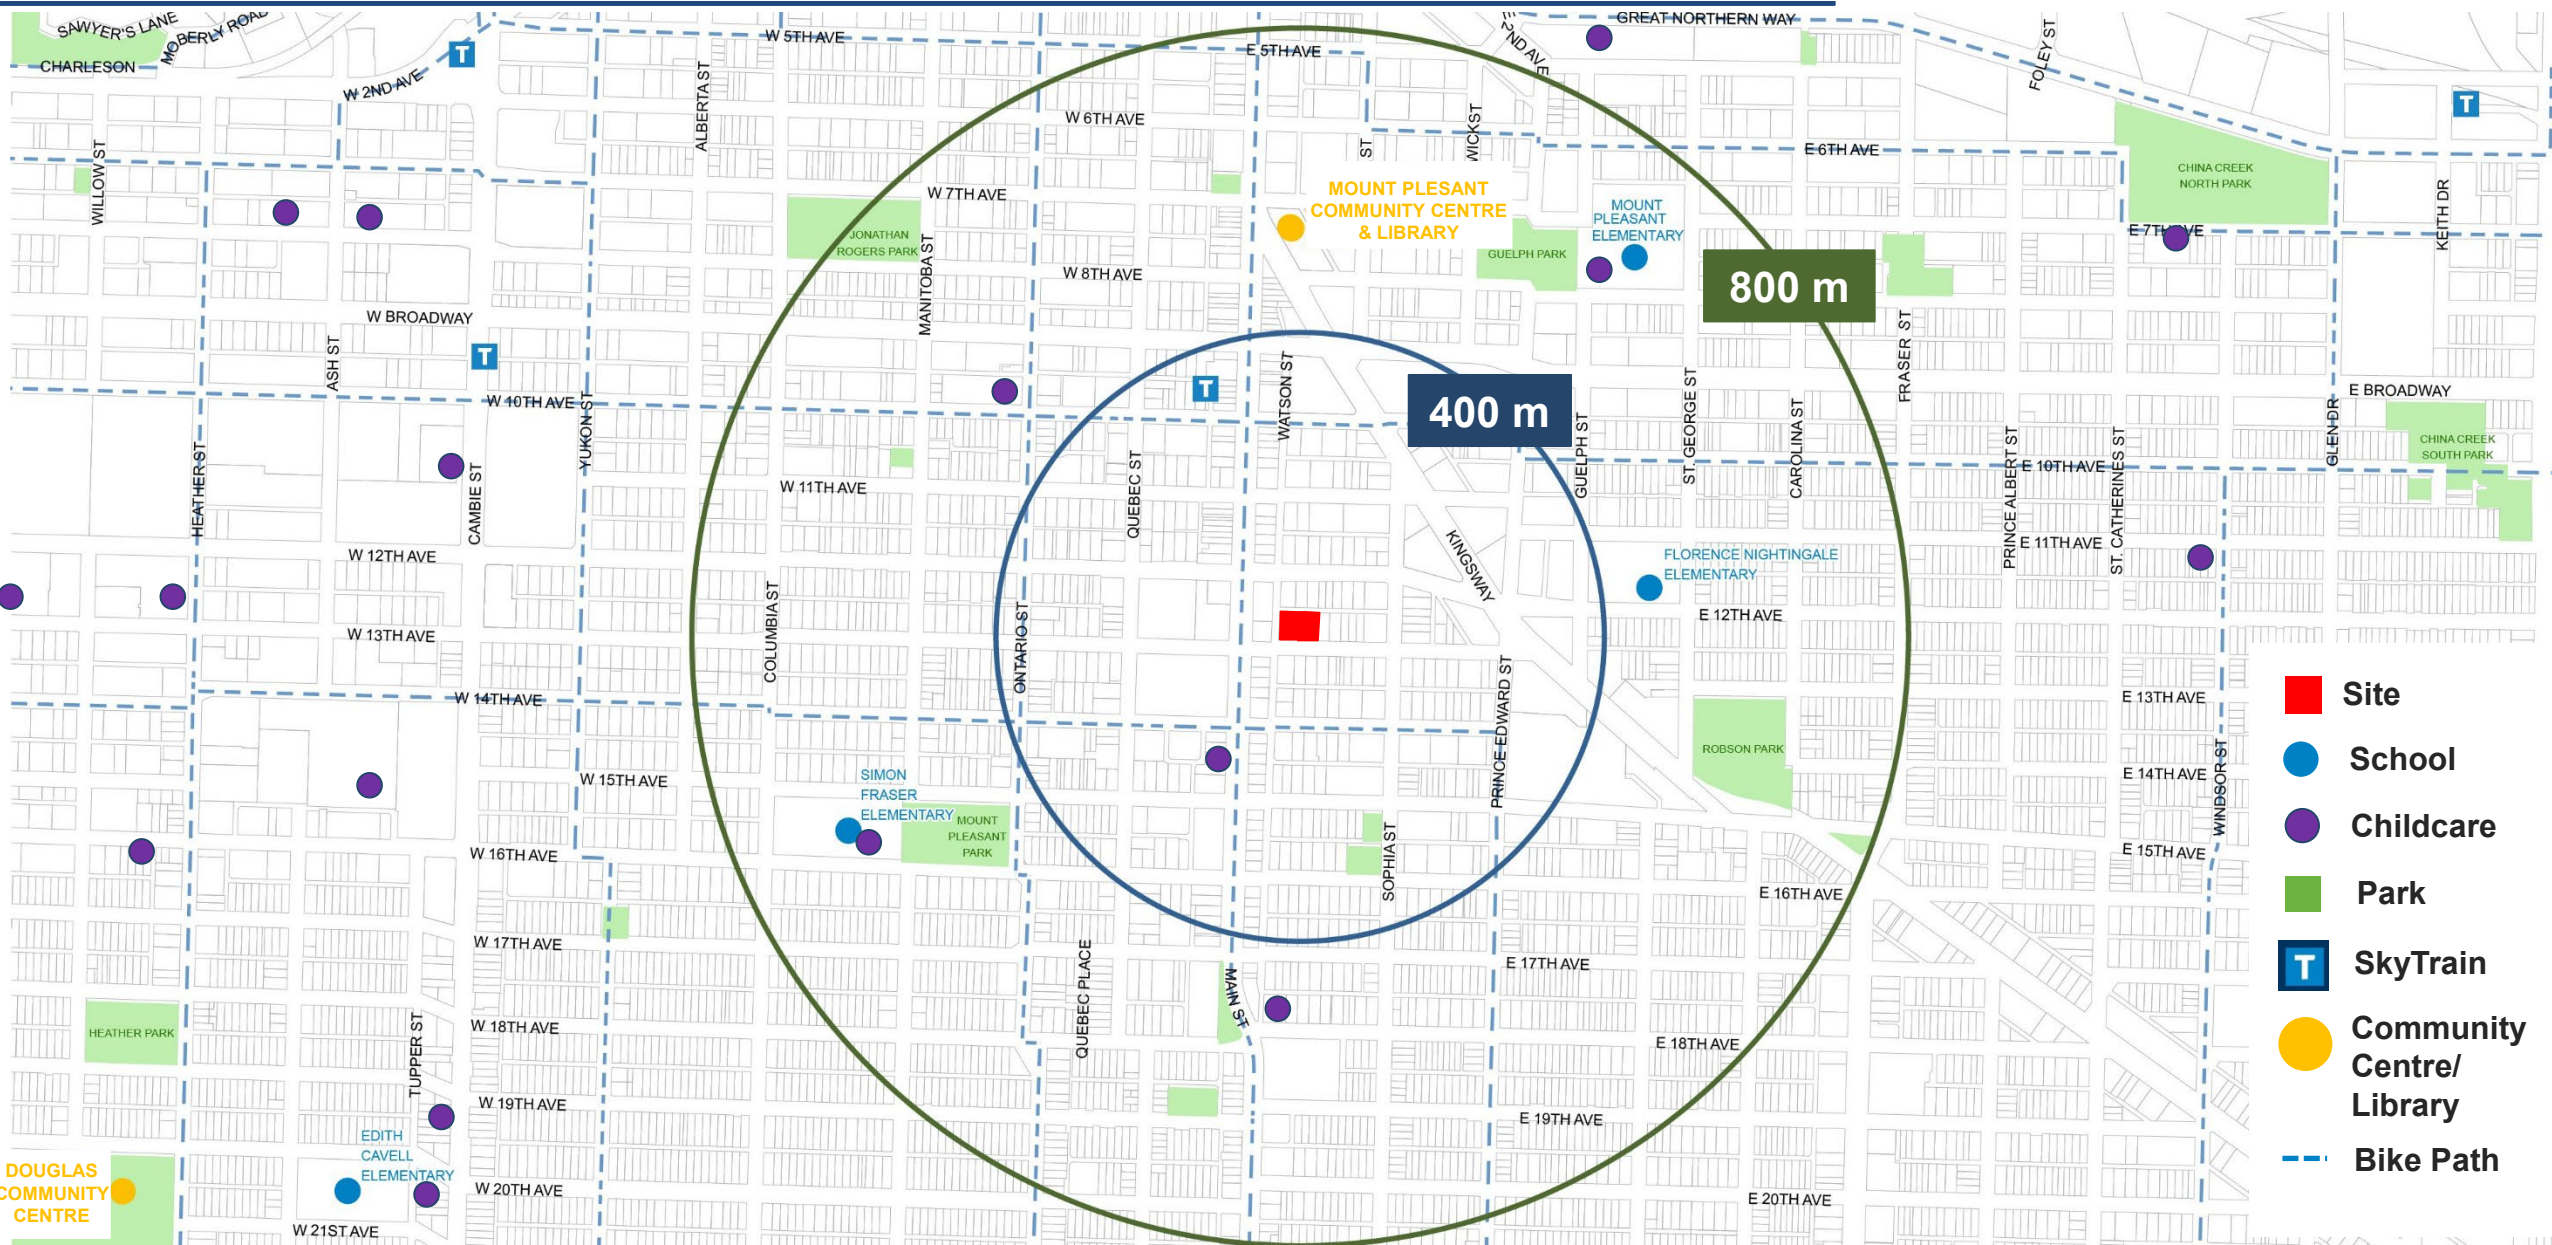 SAWYER'S LANE
MOBERLY ROAD
CHARLESON
W 2ND AVE
T
W 5TH AVE
E 5TH AVE
E 2ND AVE
GREAT NORTHERN WAY
FOLEY ST
T
ALBERTA ST
W 6TH AVE
ST
WICK ST
E 6TH AVE
CHINA CREEK
NORTH PARK
WILLOW ST
W 7TH AVE
MOUNT PLESANT
COMMUNITY CENTRE
& LIBRARY
MOUNT
PLEASANT
ELEMENTARY
KEITH DR
JONATHAN
ROGERS PARK
MANITOBA ST
W 8TH AVE
GUELPH PARK
E 7TH AVE
800 m
W BROADWAY
ASH ST
T
T
WATSON ST
400 m
GUELPH ST
ST. GEORGE ST
CAROLINA ST
FRASER ST
E BROADWAY
GLEN DR
CHINA CREEK
SOUTH PARK
W 10TH AVE
YUKON ST
HEATHER ST
CAMBIE ST
W 11TH AVE
QUEBEC ST
KINGSWAY
PRINCE ALBERT ST
E 10TH AVE
ST. CATHERINES ST
E 11TH AVE
W 12TH AVE
FLORENCE NIGHTINGALE
ELEMENTARY
E 12TH AVE
COLUMBIA ST
ONTARIO ST
W 13TH AVE
W 14TH AVE
PRINCE EDWARD ST
ROBSON PARK
E 13TH AVE
E 14TH AVE
WINDSOR ST
E 15TH AVE
W 15TH AVE
SIMON
FRASER
ELEMENTARY
MOUNT
PLEASANT
PARK
SOPHIA ST
W 16TH AVE
E 16TH AVE
W 17TH AVE
QUEBEC PLACE
MAIN ST
E 17TH AVE
HEATHER PARK
TUPPER ST
W 18TH AVE
E 18TH AVE
W 19TH AVE
E 19TH AVE
EDITH
CAVELL
ELEMENTARY
DOUGLAS
COMMUNITY
CENTRE
W 20TH AVE
E 20TH AVE
W 21ST AVE
Site
School
Childcare
Park
T
SkyTrain
Community
Centre/
Library
Bike Path